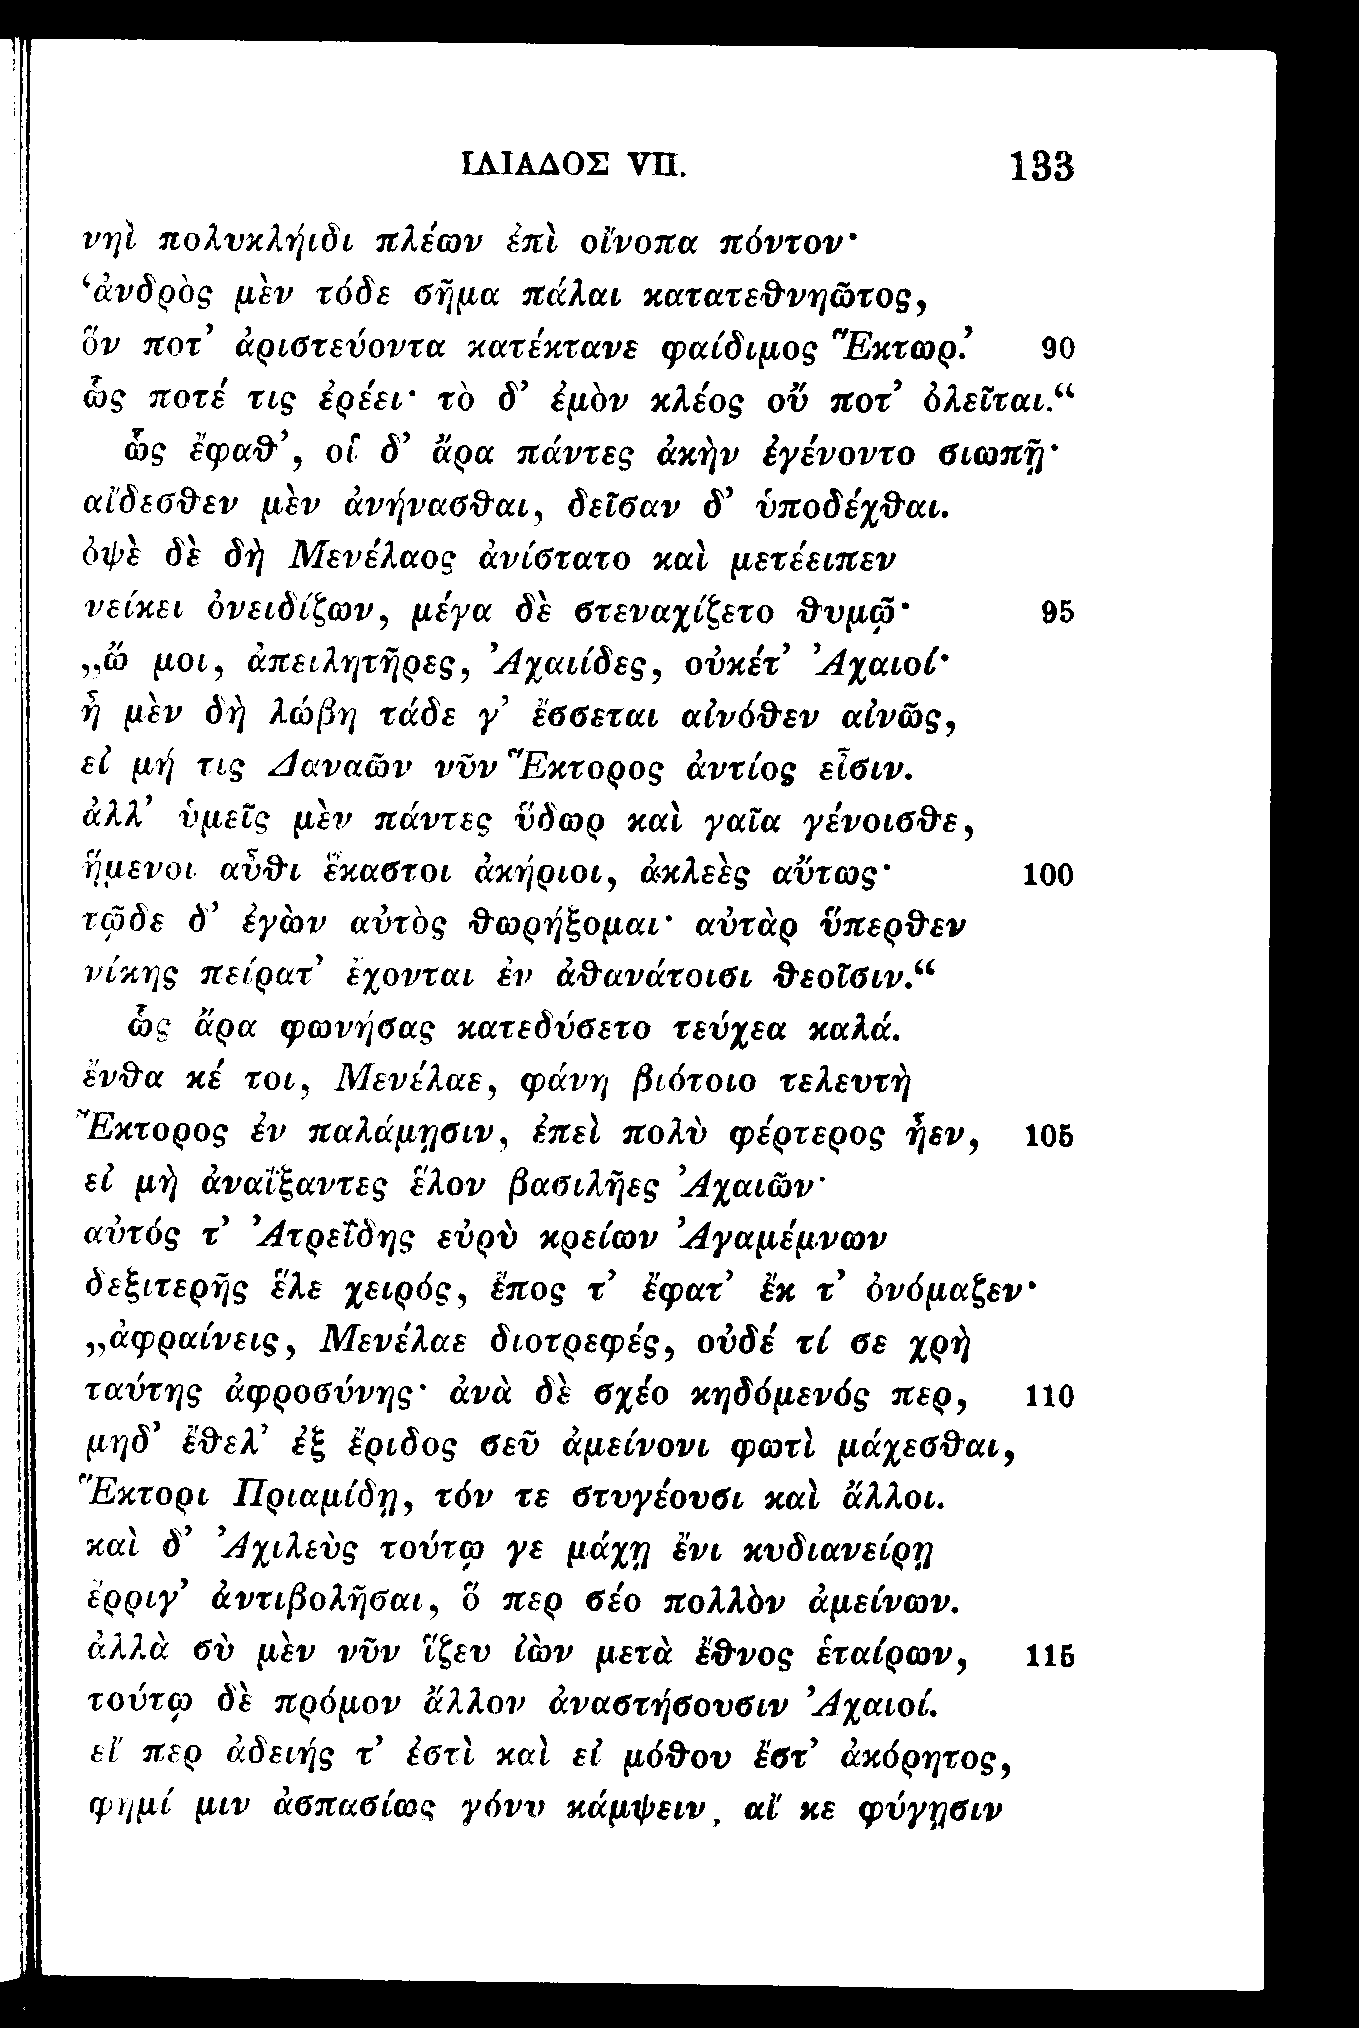 ΙΛΙΑΔΟΣ VII. 133
νηὶ πολυκλήιδι πλέων ἐπὶ οἴνοπα πόντον·
‘ἀνδρὸς μὲν τόδε σῆμα πάλαι κατατεθνηῶτος,
ὅν ποτ’ ἀριστεύοντα κατέκτανε φαίδιμος Ἕκτωρ.’ 90
ὥς ποτέ τις ἐρέει· τὸ δ’ ἐμὸν κλέος οὔ ποτ’ ὀλεῖται.“
ὣς ἔφαθ’, οἱ δ’ ἄρα πάντες ἀκὴν ἐγένοντο σιωπῇ·
αἴδεσθεν μὲν ἀνήνασθαι, δεῖσαν δ’ ὑποδέχθαι.
ὀψὲ δὲ δὴ Μενέλαος ἀνίστατο καὶ μετέειπεν
νείκει ὀνειδίζων, μέγα δὲ στεναχίζετο θυμῷ· 95
„ὤ μοι, ἀπειλητῆρες, Ἀχαιίδες, οὐκέτ’ Ἀχαιοί·
ἦ μὲν δὴ λώβη τάδε γ’ ἔσσεται αἰνόθεν αἰνῶς,
εἰ μή τις Δαναῶν νῦν Ἕκτορος ἀντίος εἶσιν.
ἀλλ’ ὑμεῖς μὲν πάντες ὕδωρ καὶ γαῖα γένοισθε,
ἥμενοι αὖθι ἕκαστοι ἀκήριοι, ἀκλεὲς αὔτως· 100
τῷδε δ’ ἐγὼν αὐτὸς θωρήξομαι· αὐτὰρ ὕπερθεν
νίκης πείρατ’ ἔχονται ἐν ἀθανάτοισι θεοῖσιν.“
ὣς ἄρα φωνήσας κατεδύσετο τεύχεα καλά.
ἔνθα κέ τοι, Μενέλαε, φάνη βιότοιο τελευτὴ
Ἕκτορος ἐν παλάμῃσιν, ἐπεὶ πολὺ φέρτερος ἦεν, 105
εἰ μὴ ἀναΐξαντες ἕλον βασιλῆες Ἀχαιῶν·
αὐτός τ’ Ἀτρεΐδης εὐρὺ κρείων Ἀγαμέμνων
δεξιτερῆς ἕλε χειρός, ἔπος τ’ ἔφατ’ ἔκ τ’ ὀνόμαζεν·
„ἀφραίνεις, Μενέλαε διοτρεφές, οὐδέ τί σε χρὴ
ταύτης ἀφροσύνης· ἀνὰ δὲ σχέο κηδόμενός περ, 110
μηδ’ ἔθελ’ ἐξ ἔριδος σεῦ ἀμείνονι φωτὶ μάχεσθαι,
Ἕκτορι Πριαμίδῃ, τόν τε στυγέουσι καὶ ἄλλοι.
καὶ δ’ Ἀχιλεὺς τούτῳ γε μάχῃ ἔνι κυδιανείρῃ
ἔρριγ’ ἀντιβολῆσαι, ὅ περ σέο πολλὸν ἀμείνων.
ἀλλὰ σὺ μὲν νῦν ἵζευ ἰὼν μετὰ ἔθνος ἑταίρων, 115
τούτῳ δὲ πρόμον ἄλλον ἀναστήσουσιν Ἀχαιοί.
εἴ περ ἀδειής τ’ ἐστὶ καὶ εἰ μόθου ἔστ’ ἀκόρητος,
φημί μιν ἀσπασίως γόνυ κάμψειν, αἴ κε φύγῃσιν